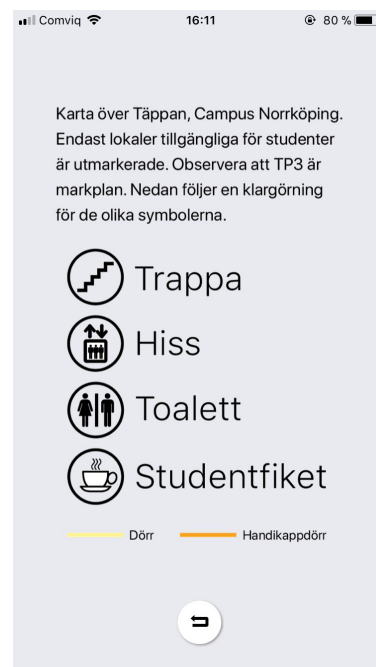 Comviq 16:11 80 %
Karta över Täppan, Campus Norrköping.
Endast lokaler tillgängliga för studenter
är utmarkerade. Observera att TP3 är
markplan. Nedan följer en klargörning
för de olika symbolerna.
Trappa
Hiss
Toalett
Studentfiket
Dörr Handikappdörr